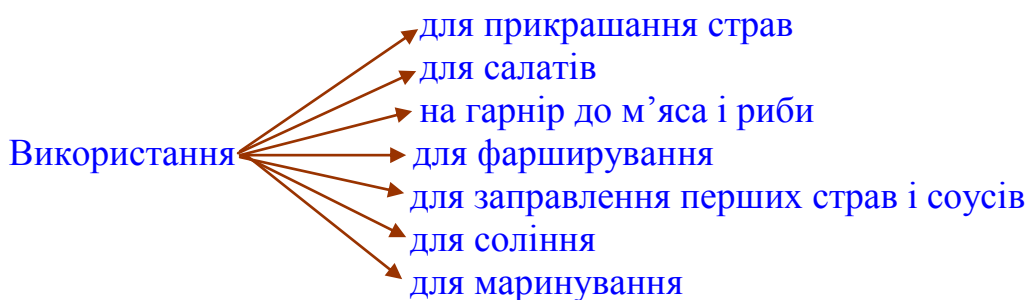 для прикрашання страв
для салатів
на гарнір до м’яса і риби
Використання
для фарширування
для заправлення перших страв і соусів
для соління
для маринування